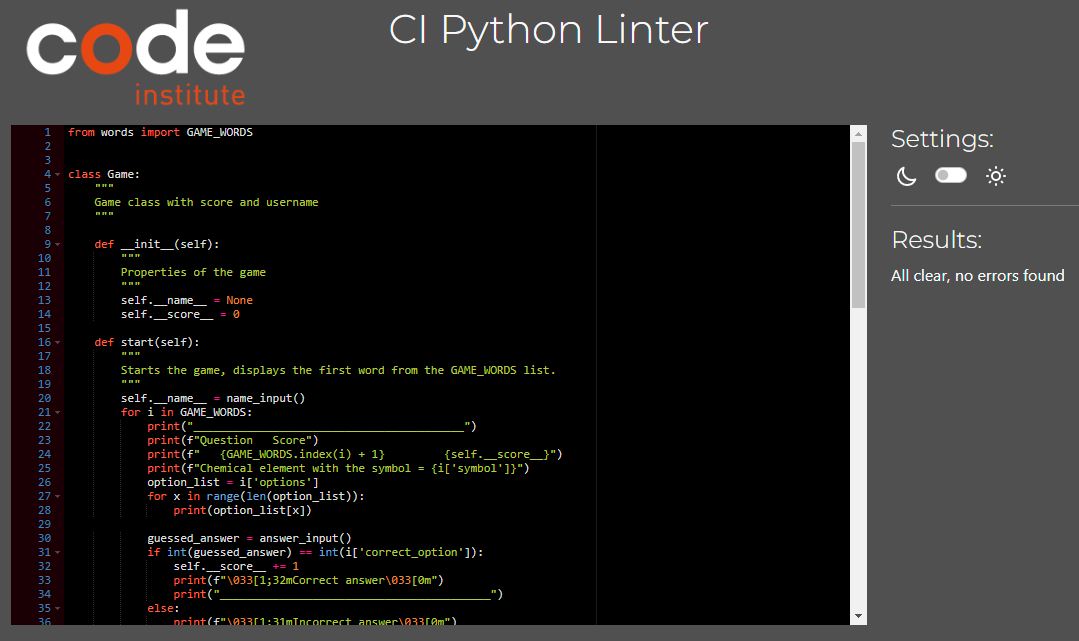 code
institute
CI Python Linter
1 from words import GAME_WORDS
2
3
4 class Game:
5     """
6     Game class with score and username
7     """
8
9     def __init__(self):
10         """
11         Properties of the game
12         """
13         self.__name__ = None
14         self.__score__ = 0
15
16     def start(self):
17         """
18         Starts the game, displays the first word from the GAME_WORDS list.
19         """
20         self.__name__ = name_input()
21         for i in GAME_WORDS:
22             print("_________________________________________")
23             print(f"Question   Score")
24             print(f"   {GAME_WORDS.index(i) + 1}         {self.__score__}")
25             print(f"Chemical element with the symbol = {i['symbol']}")
26             option_list = i['options']
27             for x in range(len(option_list)):
28                 print(option_list[x])
29
30             guessed_answer = answer_input()
31             if int(guessed_answer) == int(i['correct_option']):
32                 self.__score__ += 1
33                 print(f"\033[1;32mCorrect answer\033[0m")
34                 print("_________________________________________")
35             else:
36                 print(f"\033[1;31mIncorrect answer\033[0m")
Settings:
Results:
All clear, no errors found